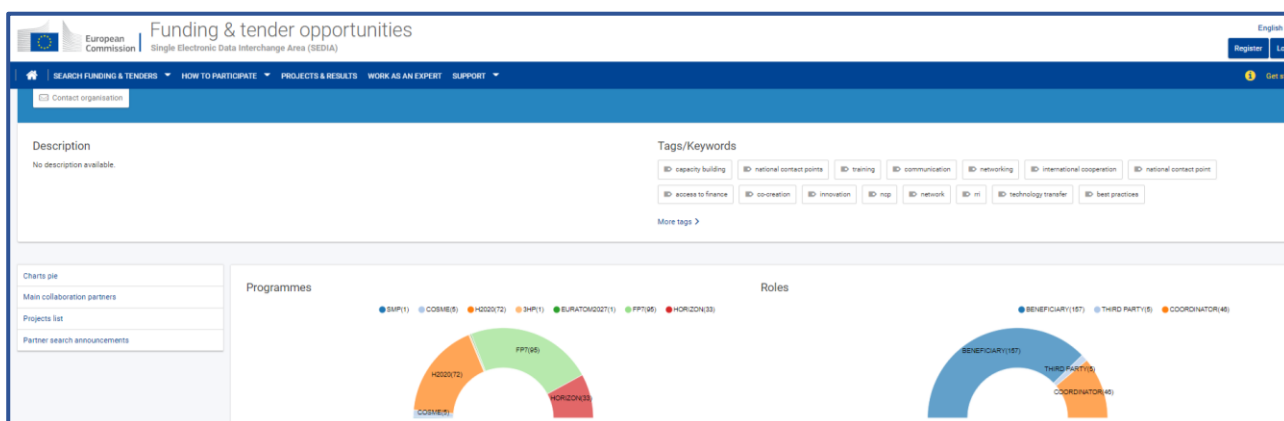 European
Commission
Funding & tender opportunities
Single Electronic Data Interchange Area (SEDIA)
English
Register
SEARCH FUNDING & TENDERS
HOW TO PARTICIPATE
PROJECTS & RESULTS
WORK AS AN EXPERT
SUPPORT
Contact organisation
Description
No description available.
Tags/Keywords
capacity building
national contact points
training
communication
networking
international cooperation
national contact point
access to finance
co-creation
innovation
ncp
network
rri
technology transfer
best practices
More tags
Charts pie
Main collaboration partners
Projects list
Partner search announcements
Programmes
SMP(1) COSME(5) H2020(72) 3HP(1) EURATOM2027(1) FP7(95) HORIZON(33)
FP7(95)
H2020(72)
HORIZON(33)
COSME(5)
Roles
BENEFICIARY(157) THIRD PARTY(5) COORDINATOR(46)
BENEFICIARY(157)
THIRD PARTY(5)
COORDINATOR(46)